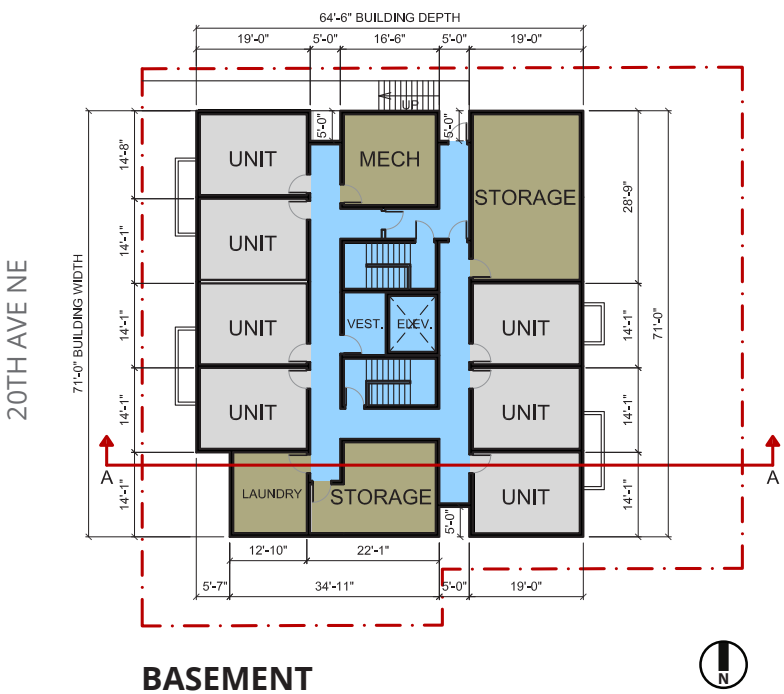 64'-6" BUILDING DEPTH
19'-0" 5'-0" 16'-6" 5'-0" 19'-0"
UP
5'-0" 5'-0"
14'-8" UNIT MECH
STORAGE 28'-9"
14'-1" UNIT
20TH AVE NE
71'-0" BUILDING WIDTH
14'-1" UNIT VEST. ELEV. UNIT 14'-1" 71'-0"
14'-1" UNIT UNIT 14'-1"
A A
14'-1" LAUNDRY STORAGE UNIT 14'-1"
5'-0"
12'-10" 22'-1"
5'-7" 34'-11" 5'-0" 19'-0"
BASEMENT
N